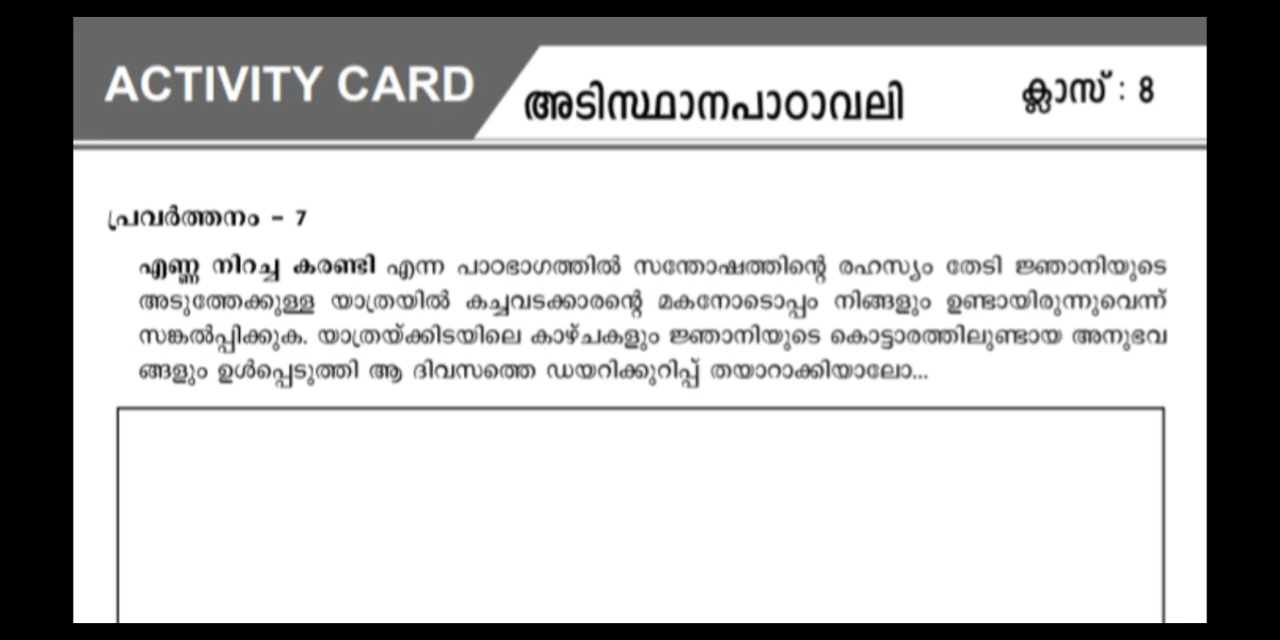 ACTIVITY CARD
അടിസ്ഥാനപാഠാവലി
ക്ലാസ് : 8
പ്രവർത്തനം – 7
എണ്ണ നിറച്ച കരണ്ടി എന്ന പാഠഭാഗത്തിൽ സന്തോഷത്തിന്റെ രഹസ്യം തേടി ജ്ഞാനിയുടെ
അടുത്തേക്കുള്ള യാത്രയിൽ കച്ചവടക്കാരന്റെ മകനോടൊപ്പം നിങ്ങളും ഉണ്ടായിരുന്നുവെന്ന്
സങ്കൽപ്പിക്കുക. യാത്രയ്ക്കിടയിലെ കാഴ്ചകളും ജ്ഞാനിയുടെ കൊട്ടാരത്തിലുണ്ടായ അനുഭവ
ങ്ങളും ഉൾപ്പെടുത്തി ആ ദിവസത്തെ ഡയറിക്കുറിപ്പ് തയാറാക്കിയാലോ...